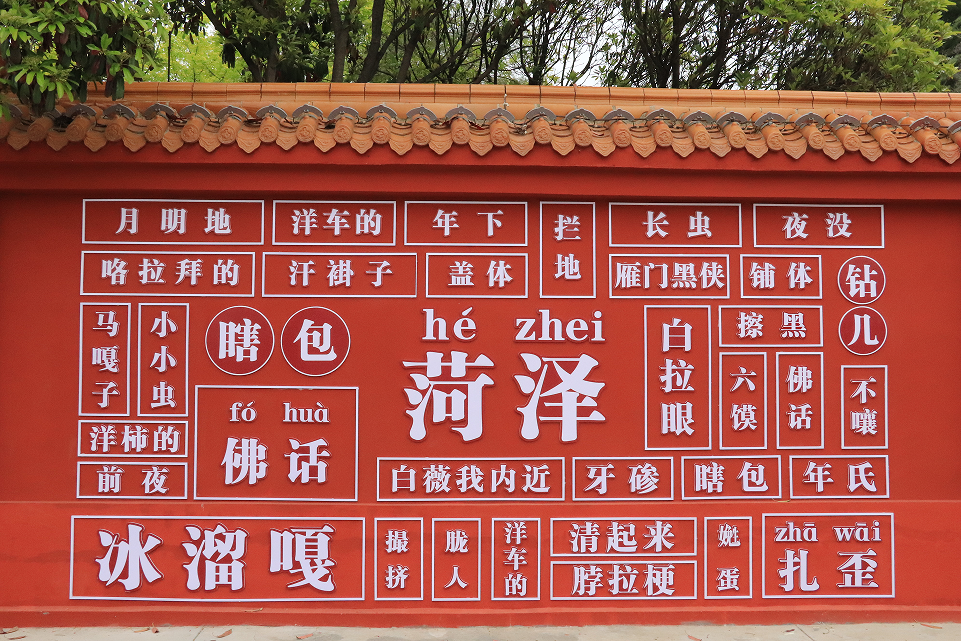 月明地
洋车的
年下
拦地
长虫
夜没
咯拉拜的
汗褂子
盖体
雁门黑侠
铺体
钻
几
马嘎子
小小虫
瞎
包
hé zhei
菏泽
白拉眼
擦黑
六馍
佛话
不嚷
洋柿的
前夜
fó huà
佛话
白薇我内近
牙碜
瞎包
年氏
冰溜嘎
撮挤
胧人
洋车的
清起来
脖拉梗
尥蛋
zhā wāi
扎歪